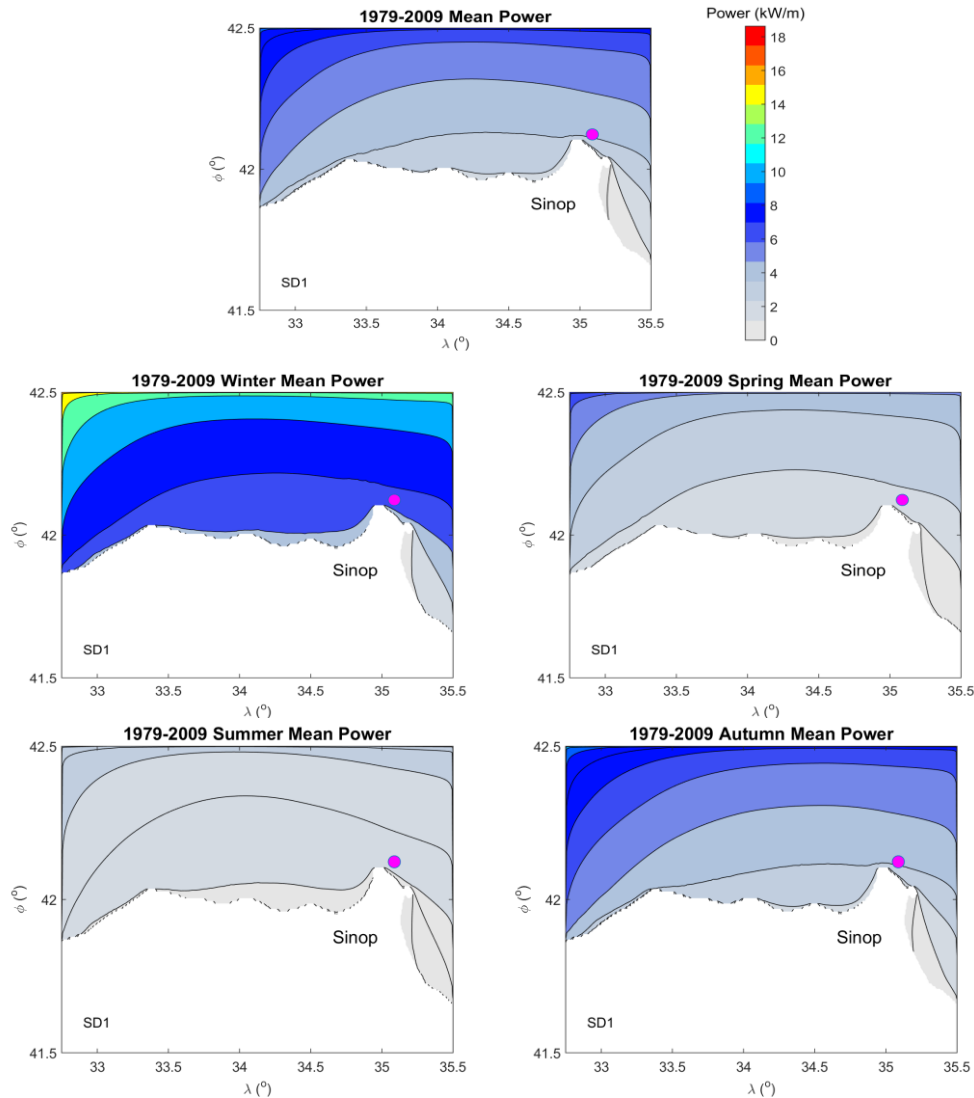 1979-2009 Mean Power
Power (kW/m)
42.5
42
41.5
φ (°)
33
33.5
34
34.5
35
35.5
λ (°)
Sinop
SD1
18
16
14
12
10
8
6
4
2
0
1979-2009 Winter Mean Power
42.5
42
41.5
φ (°)
33
33.5
34
34.5
35
35.5
λ (°)
Sinop
SD1
1979-2009 Spring Mean Power
42.5
42
41.5
φ (°)
33
33.5
34
34.5
35
35.5
λ (°)
Sinop
SD1
1979-2009 Summer Mean Power
42.5
42
41.5
φ (°)
33
33.5
34
34.5
35
35.5
λ (°)
Sinop
SD1
1979-2009 Autumn Mean Power
42.5
42
41.5
φ (°)
33
33.5
34
34.5
35
35.5
λ (°)
Sinop
SD1